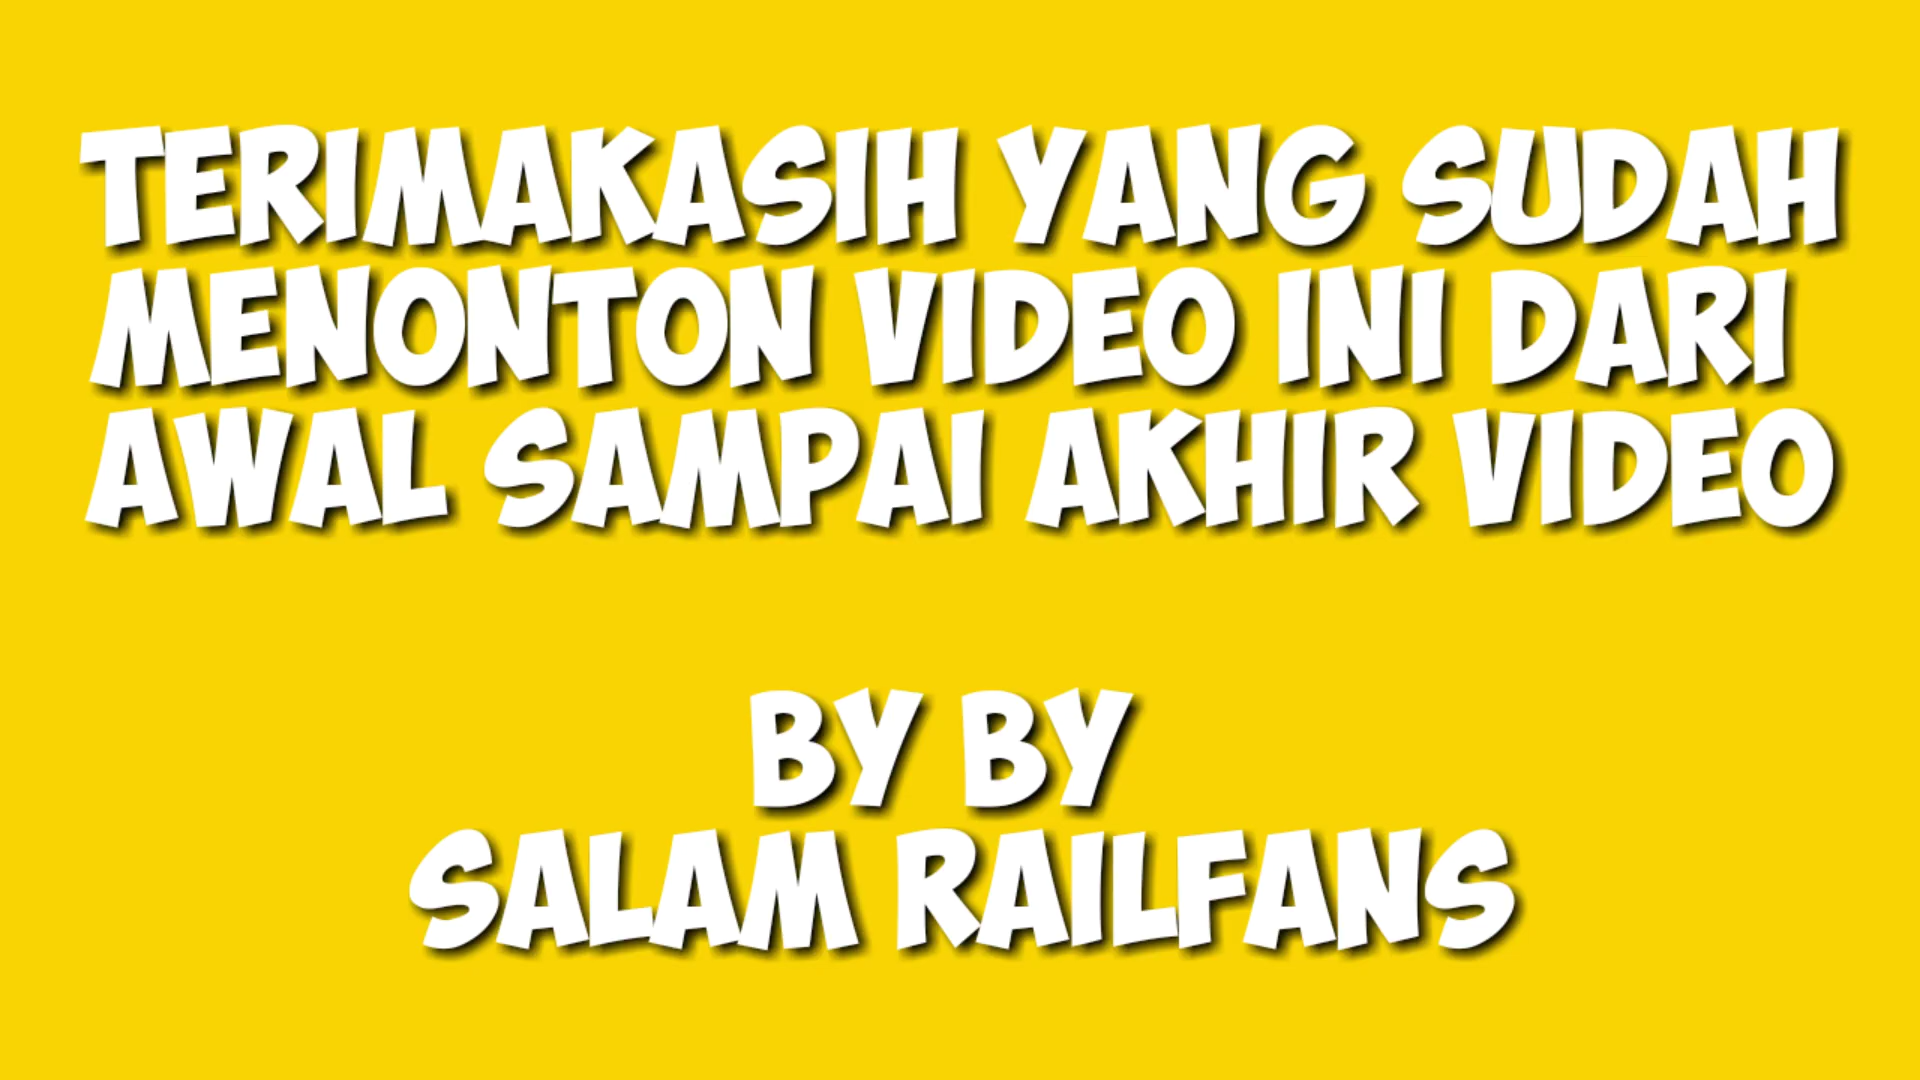 TERIMAKASIH YANG SUDAH
MENONTON VIDEO INI DARI
AWAL SAMPAI AKHIR VIDEO
BY BY
SALAM RAILFANS